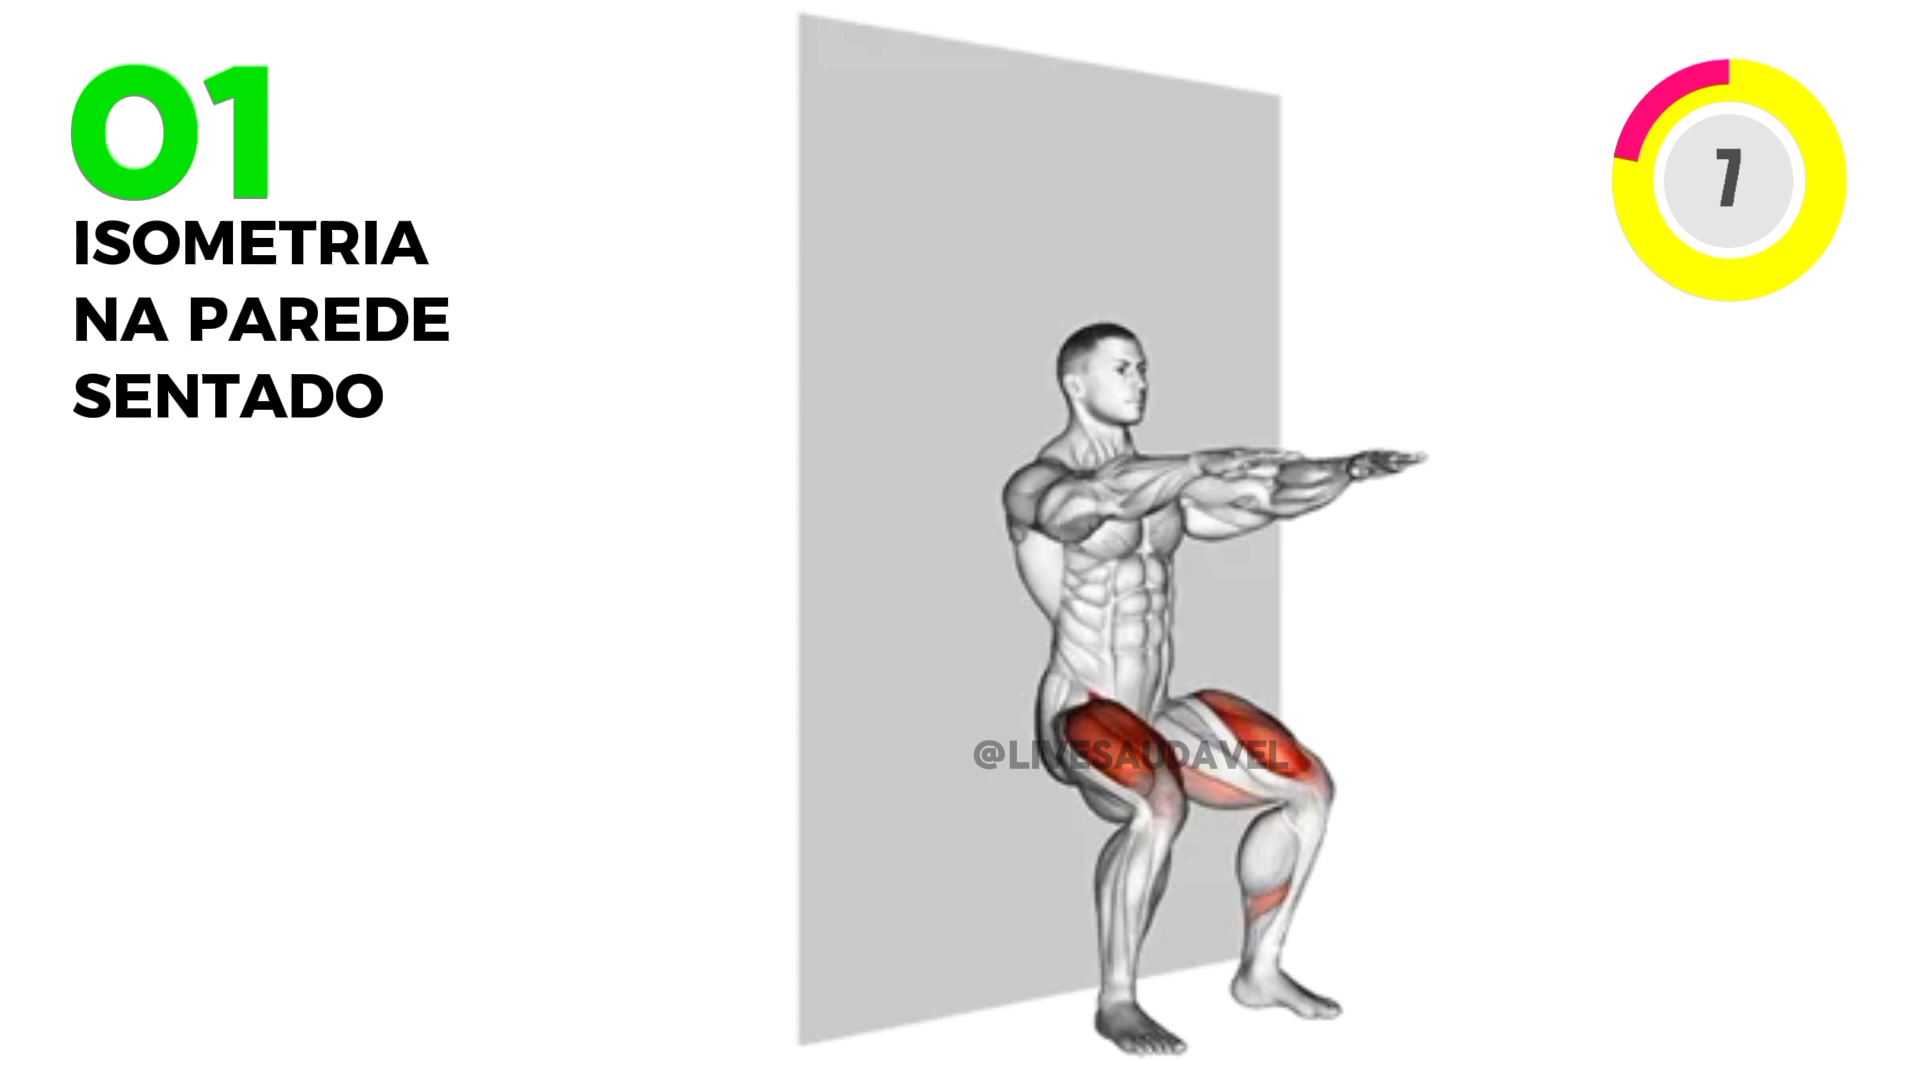 01
ISOMETRIA
NA PAREDE
SENTADO
7
@LIVESAUDAVEL